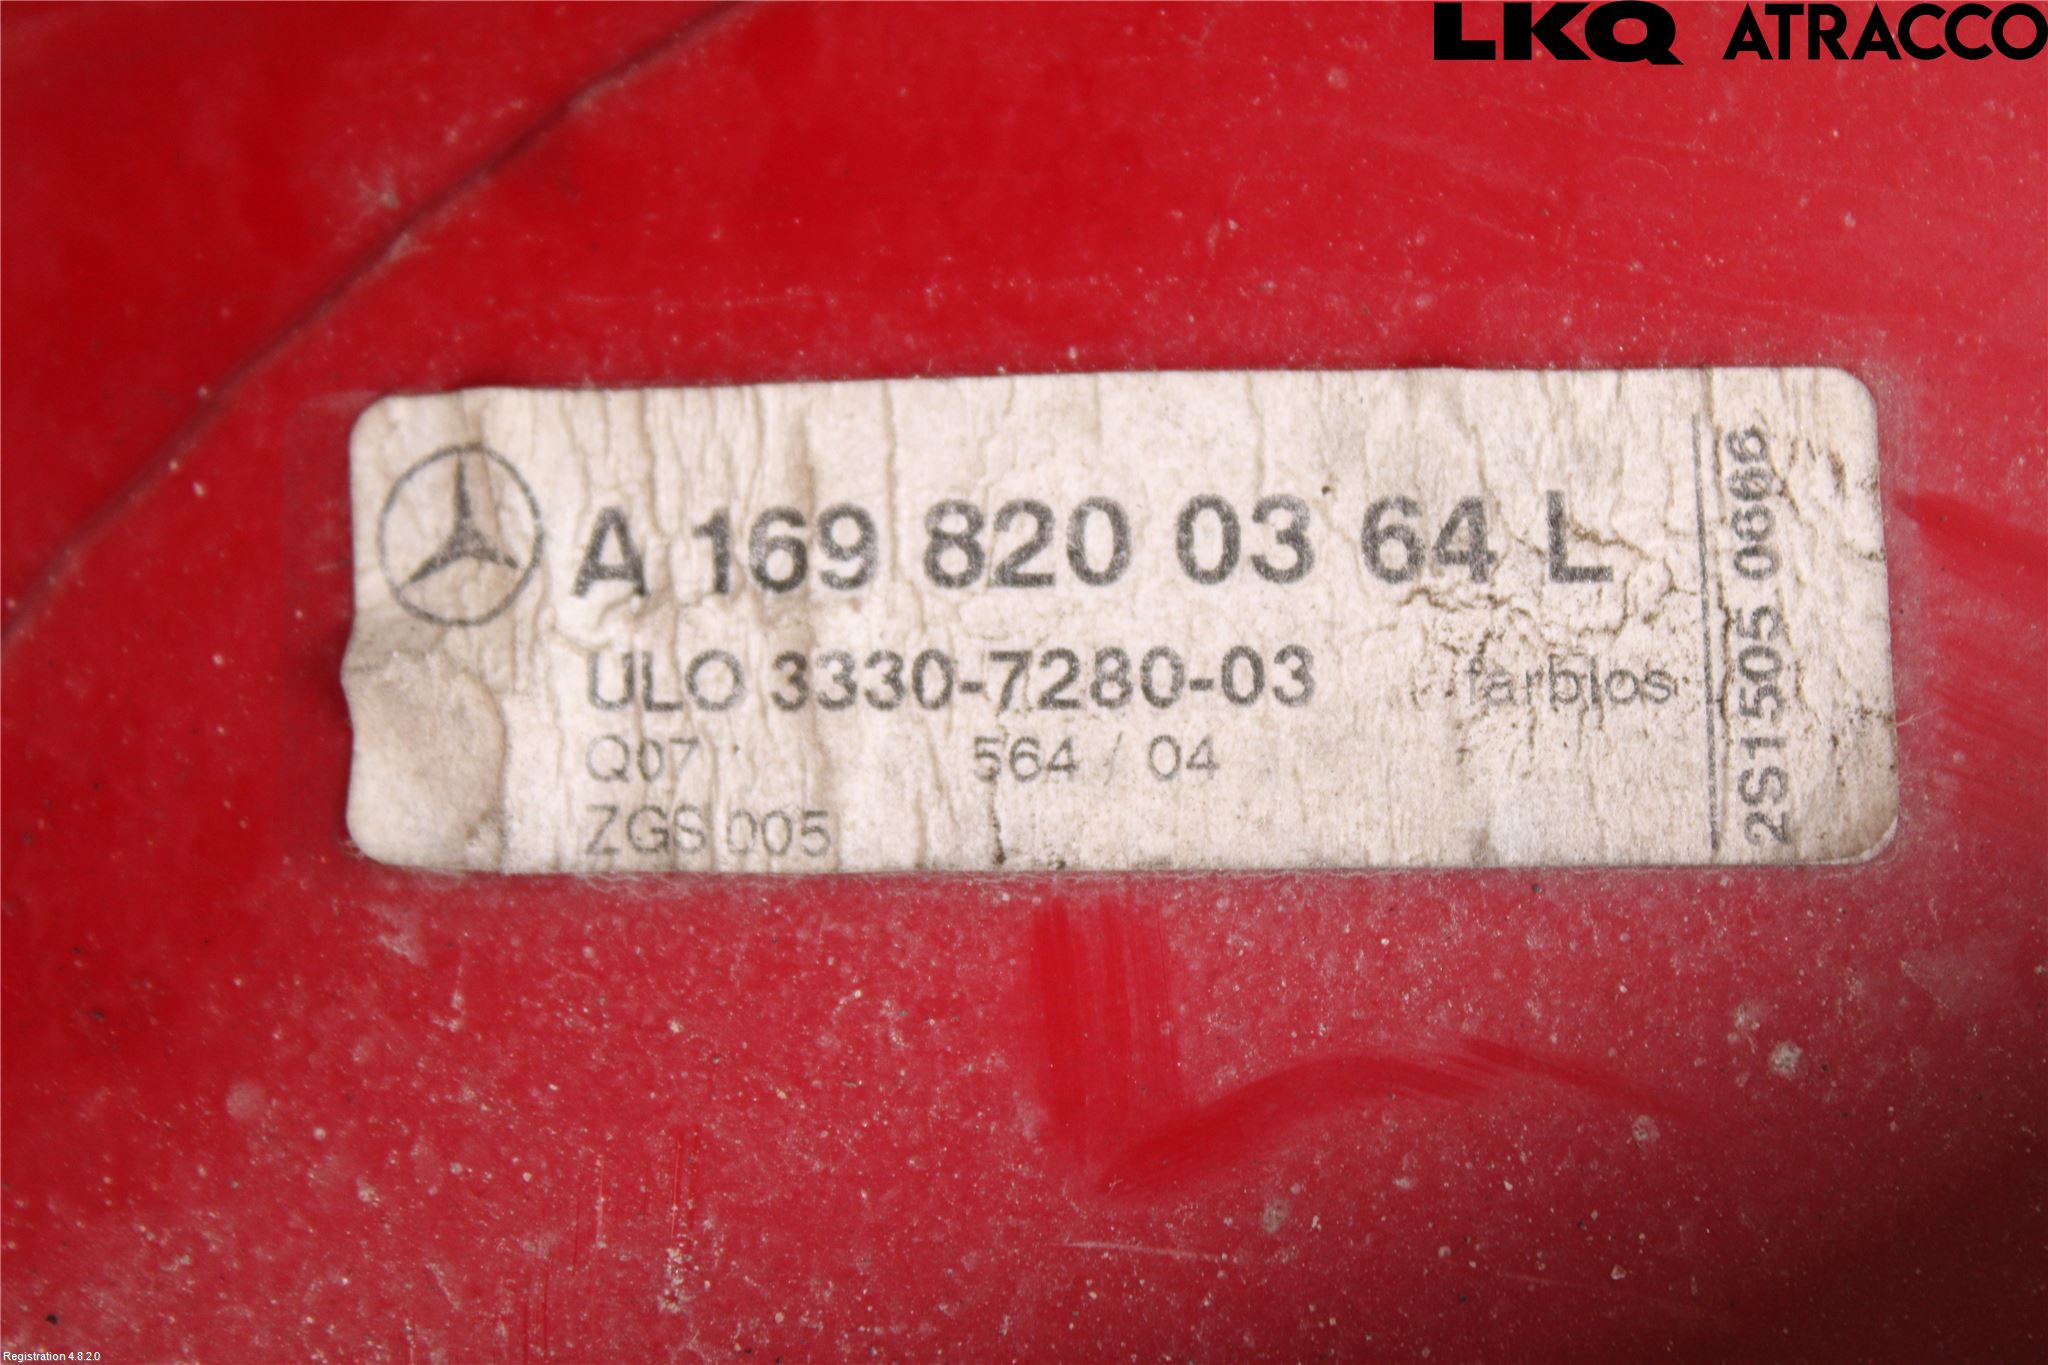 LKQ ATRACCO
A 169 820 03 64 L
ULO 3330-7280-03 farblos
Q07 564 / 04
ZGS 005
2S1505 0866
Registration 4.8.2.0